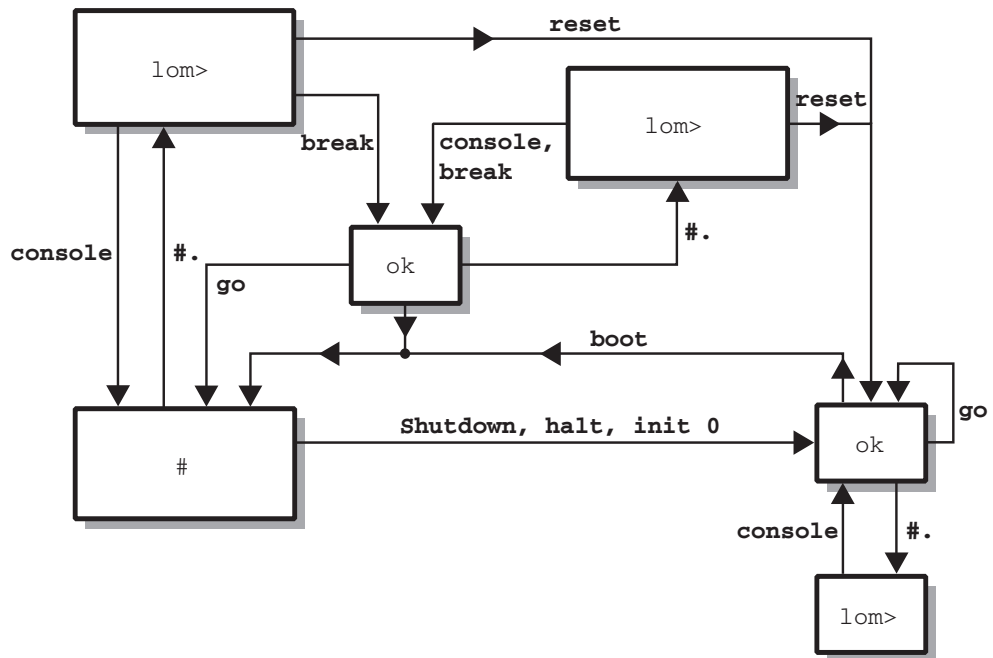 reset
lom>
reset
lom>
break
console,
break
console
#.
#.
ok
go
boot
go
Shutdown, halt, init 0
ok
#
console
#.
lom>